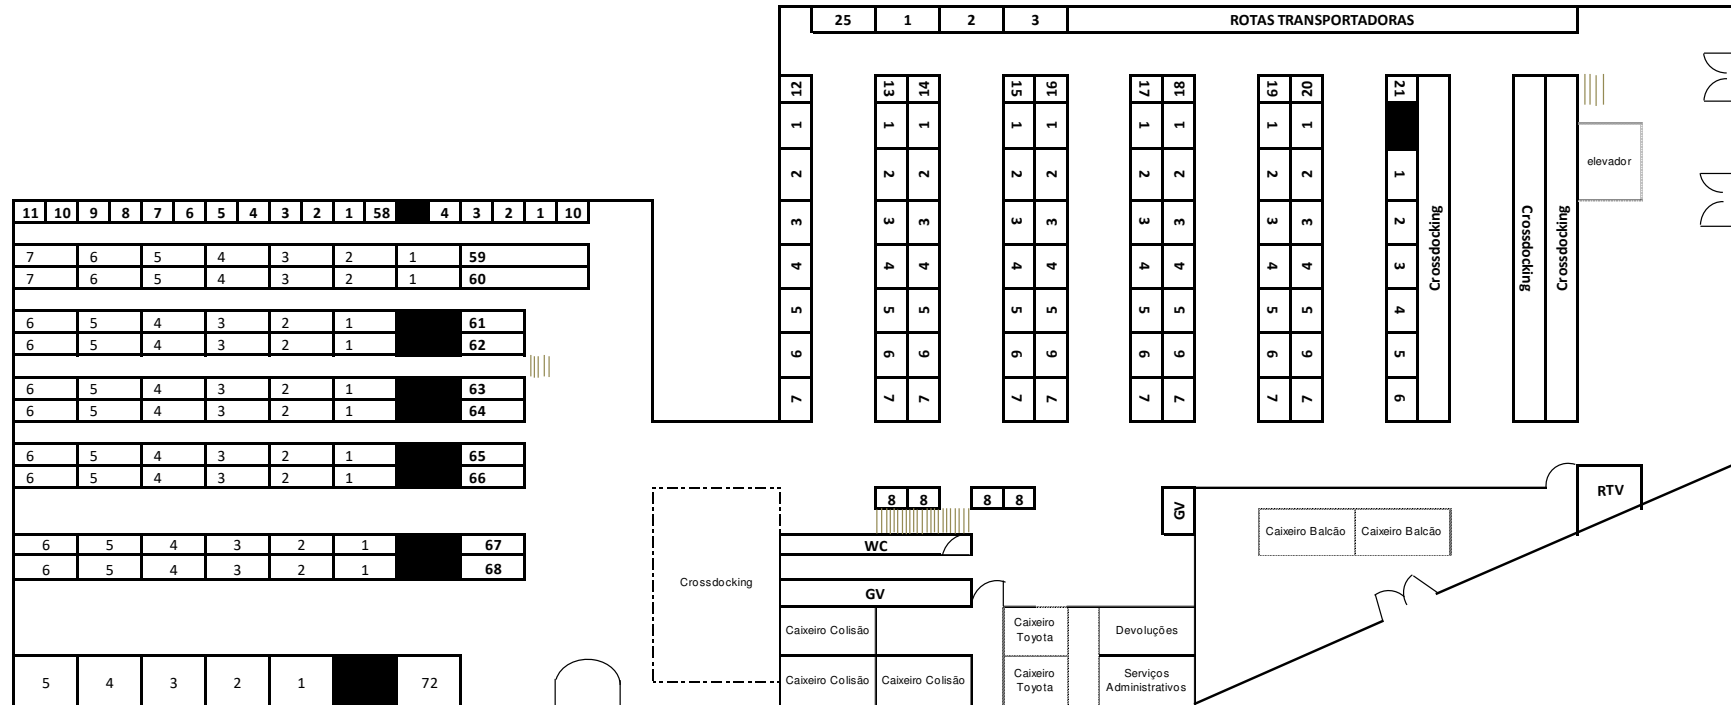 25 1 2 3 ROTAS TRANSPORTADORAS
12 13 14 15 16 17 18 19 20 21
1 1 1 1 1 1 1 1 1
2 2 2 2 2 2 2 2 2 1
3 3 3 3 3 3 3 3 3 2
4 4 4 4 4 4 4 4 4 3
5 5 5 5 5 5 5 5 5 4
6 6 6 6 6 6 6 6 6 5
7 7 7 7 7 7 7 7 7 6
Crossdocking
Crossdocking
Crossdocking
elevador
11 10 9 8 7 6 5 4 3 2 1 58 4 3 2 1 10
7 6 5 4 3 2 1 59
7 6 5 4 3 2 1 60
6 5 4 3 2 1 61
6 5 4 3 2 1 62
6 5 4 3 2 1 63
6 5 4 3 2 1 64
6 5 4 3 2 1 65
6 5 4 3 2 1 66
6 5 4 3 2 1 67
6 5 4 3 2 1 68
5 4 3 2 1 72
Crossdocking
8 8 8 8
WC
GV
GV
RTV
Caixeiro Balcão Caixeiro Balcão
Caixeiro Colisão
Caixeiro Colisão Caixeiro Colisão
Caixeiro
Toyota
Caixeiro
Toyota
Devoluções
Serviços
Administrativos